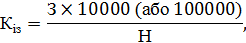 Кіз = 3 × 10000 (або 100000) / Н,